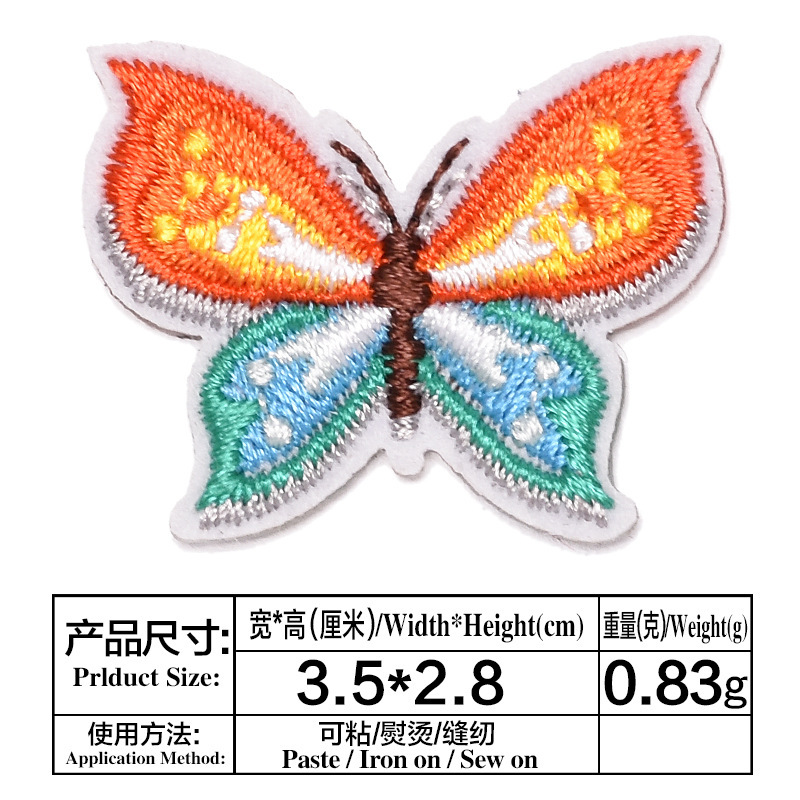 产品尺寸:
Prlduct Size:
宽*高(厘米)/Width*Height(cm)
3.5*2.8
重量(克)/Weight(g)
0.83g
使用方法:
Application Method:
可粘/熨烫/缝纫
Paste / Iron on / Sew on